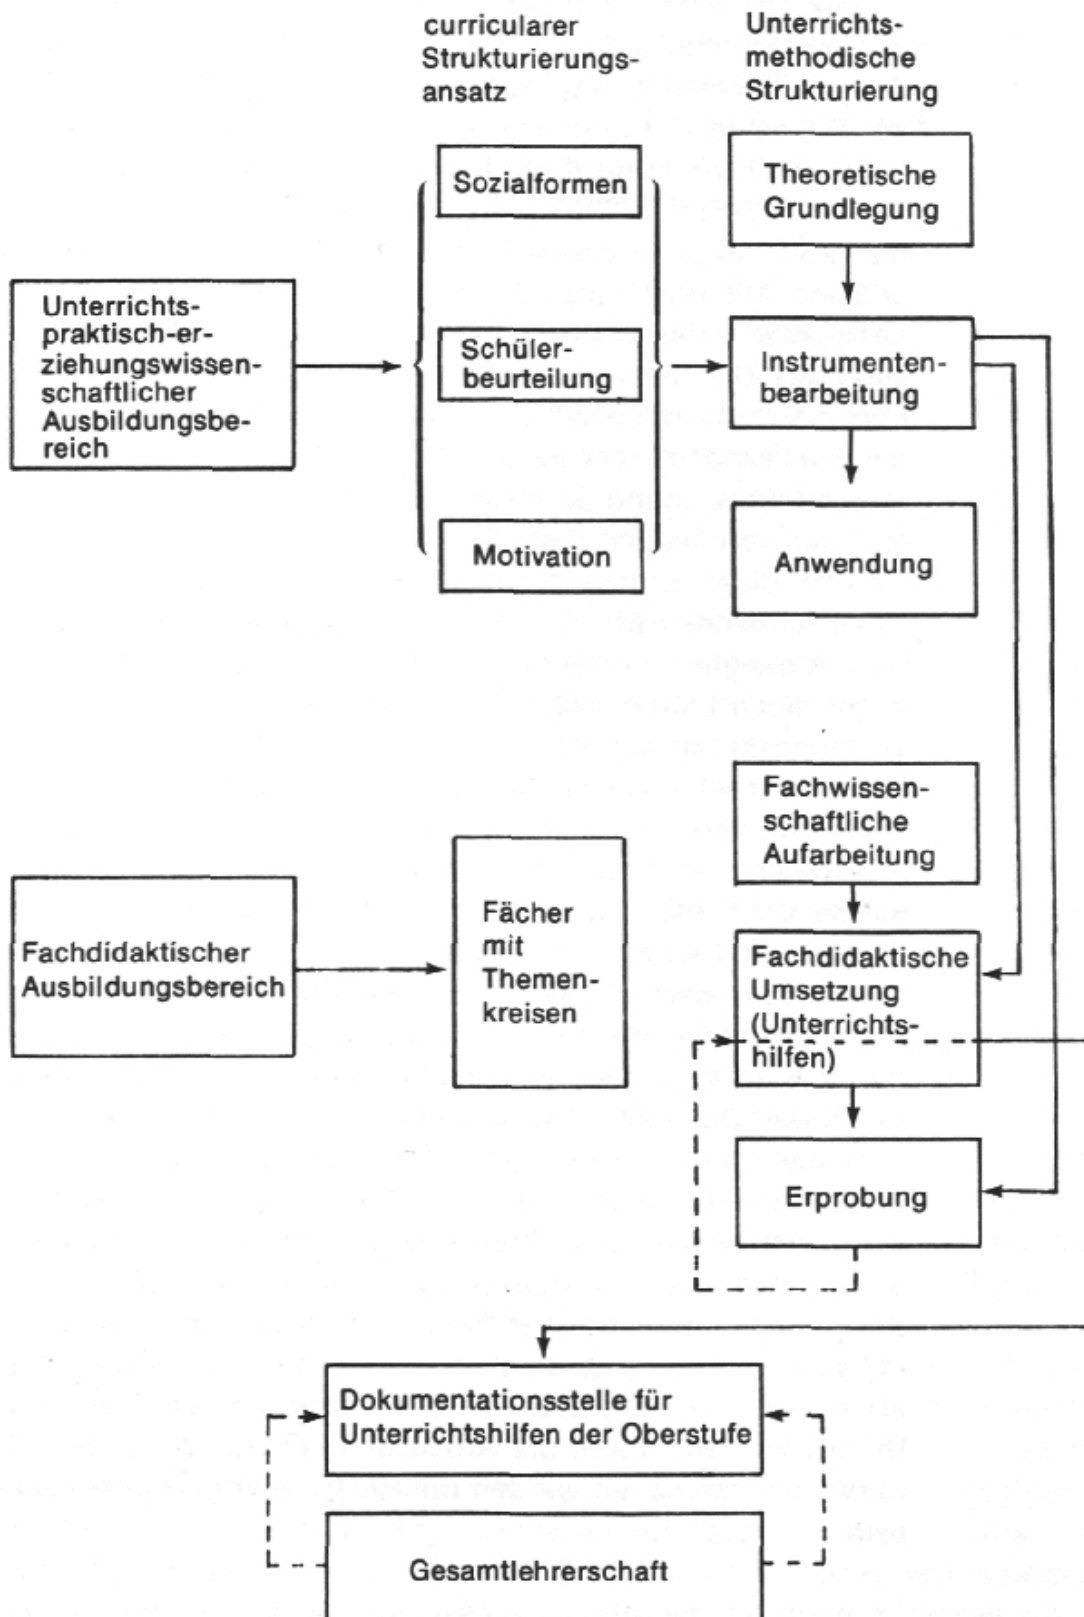 curricularer
Strukturierungs-
ansatz
Unterrichts-
methodische
Strukturierung
Sozialformen
Theoretische
Grundlegung
Unterrichts-
praktisch-er-
ziehungswissen-
schaftlicher
Ausbildungsbe-
reich
Schüler-
beurteilung
Instrumenten-
bearbeitung
Motivation
Anwendung
Fachwissen-
schaftliche
Aufarbeitung
Fachdidaktischer
Ausbildungsbereich
Fächer
mit
Themen-
kreisen
Fachdidaktische
Umsetzung
(Unterrichts-
hilfen)
Erprobung
Dokumentationsstelle für
Unterrichtshilfen der Oberstufe
Gesamtlehrerschaft